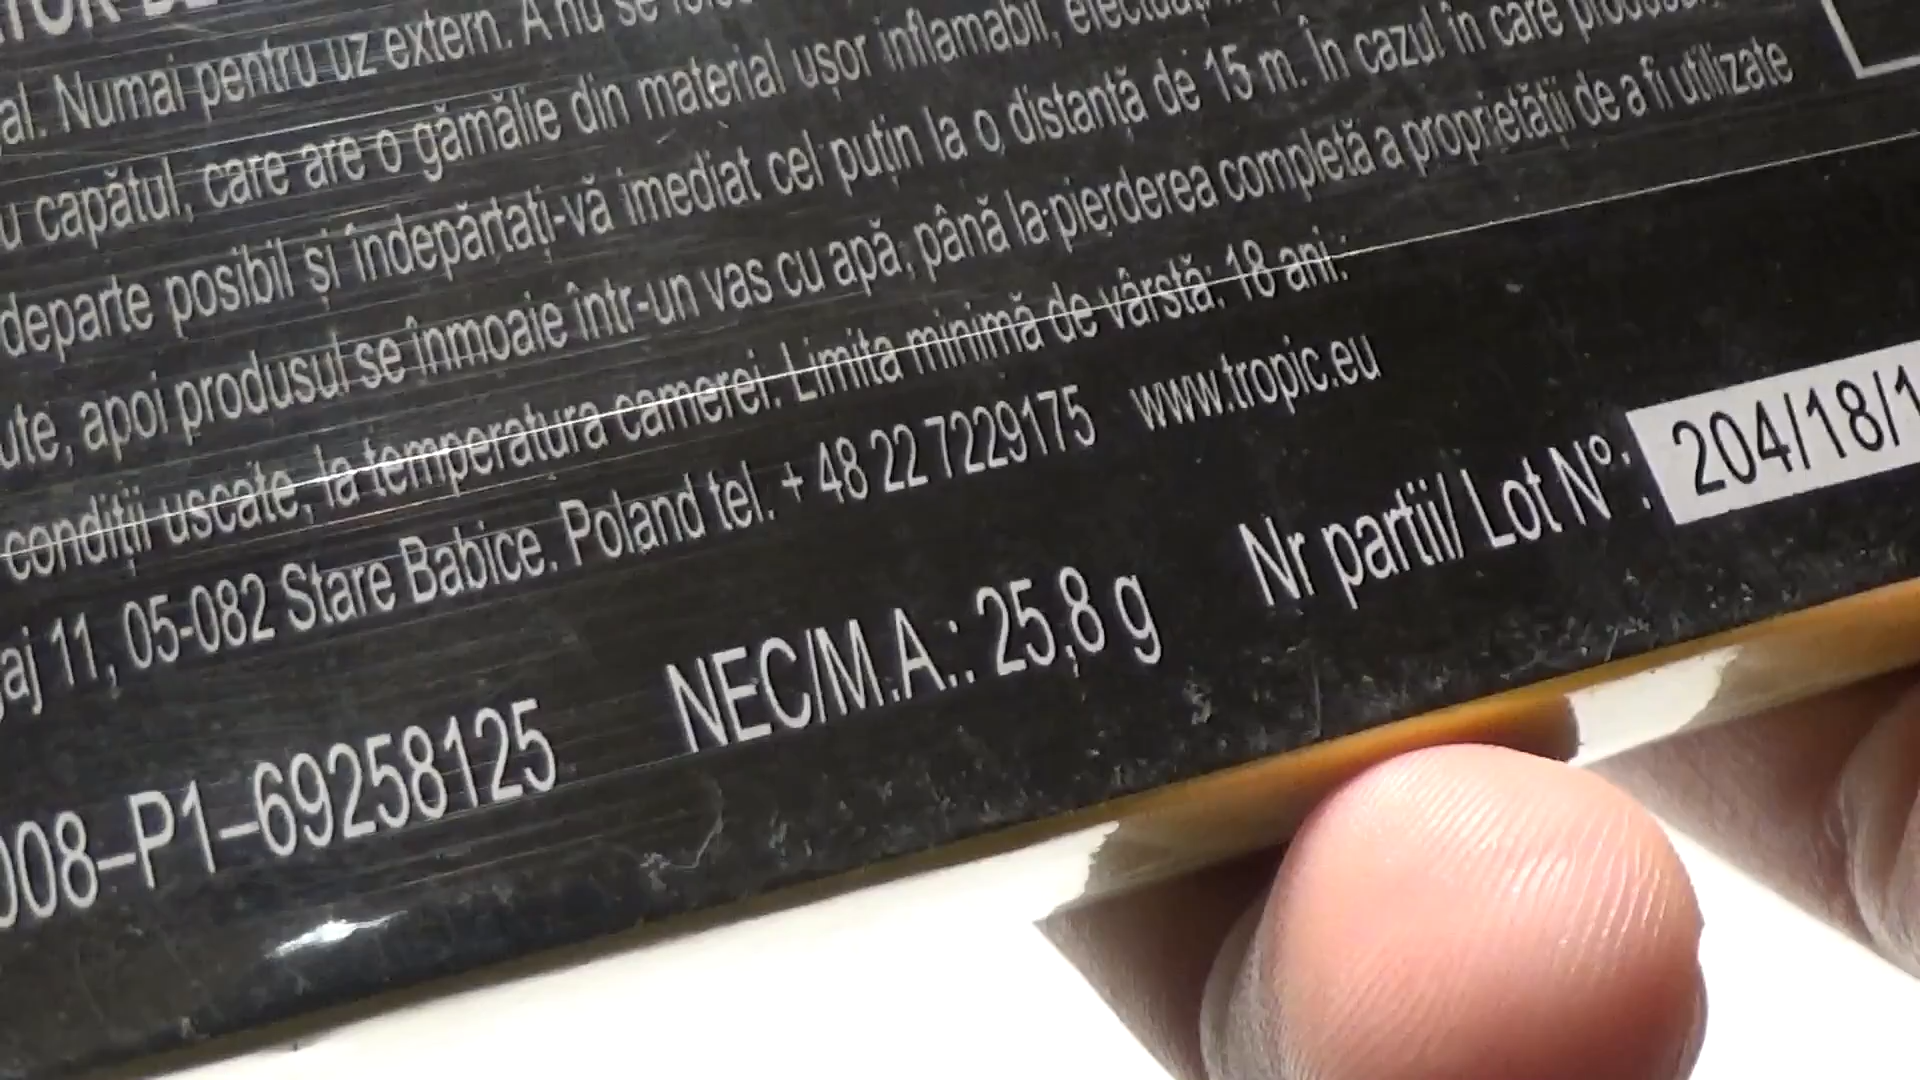 al. Numai pentru uz extern. A nu se
u capătul, care are o gămălie din material ușor inflamabil,
departe posibil și îndepărtați-vă imediat cel puțin la o distanță de 15 m. În cazul în care
ute, apoi produsul se înmoaie într-un vas cu apă, până la pierderea completă a proprietății de a fi utilizate
condiții uscate, la temperatura camerei. Limita minimă de vârstă: 18 ani.
aj 11, 05-082 Stare Babice. Poland tel. + 48 22 7229175 www.tropic.eu
008-P1-69258125 NEC/M.A.: 25,8 g Nr partii/ Lot N°: 204/18/1